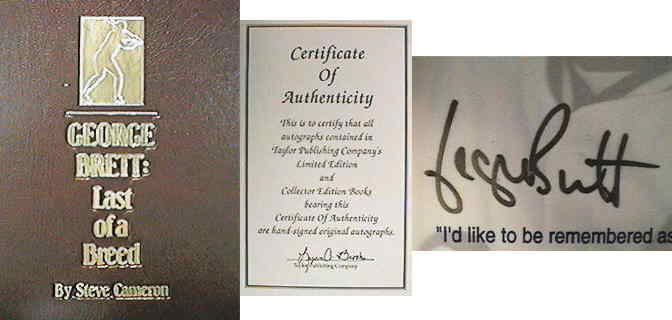 GEORGE
BRETT:
Last
of a
Breed
By Steve Cameron
Certificate
Of
Authenticity
This is to certify that all
autographs contained in
Taylor Publishing Company's
Limited Edition
and
Collector Edition Books
bearing this
Certificate Of Authenticity
are hand-signed original autographs.
Taylor Publishing Company
George Brett
"I'd like to be remembered as